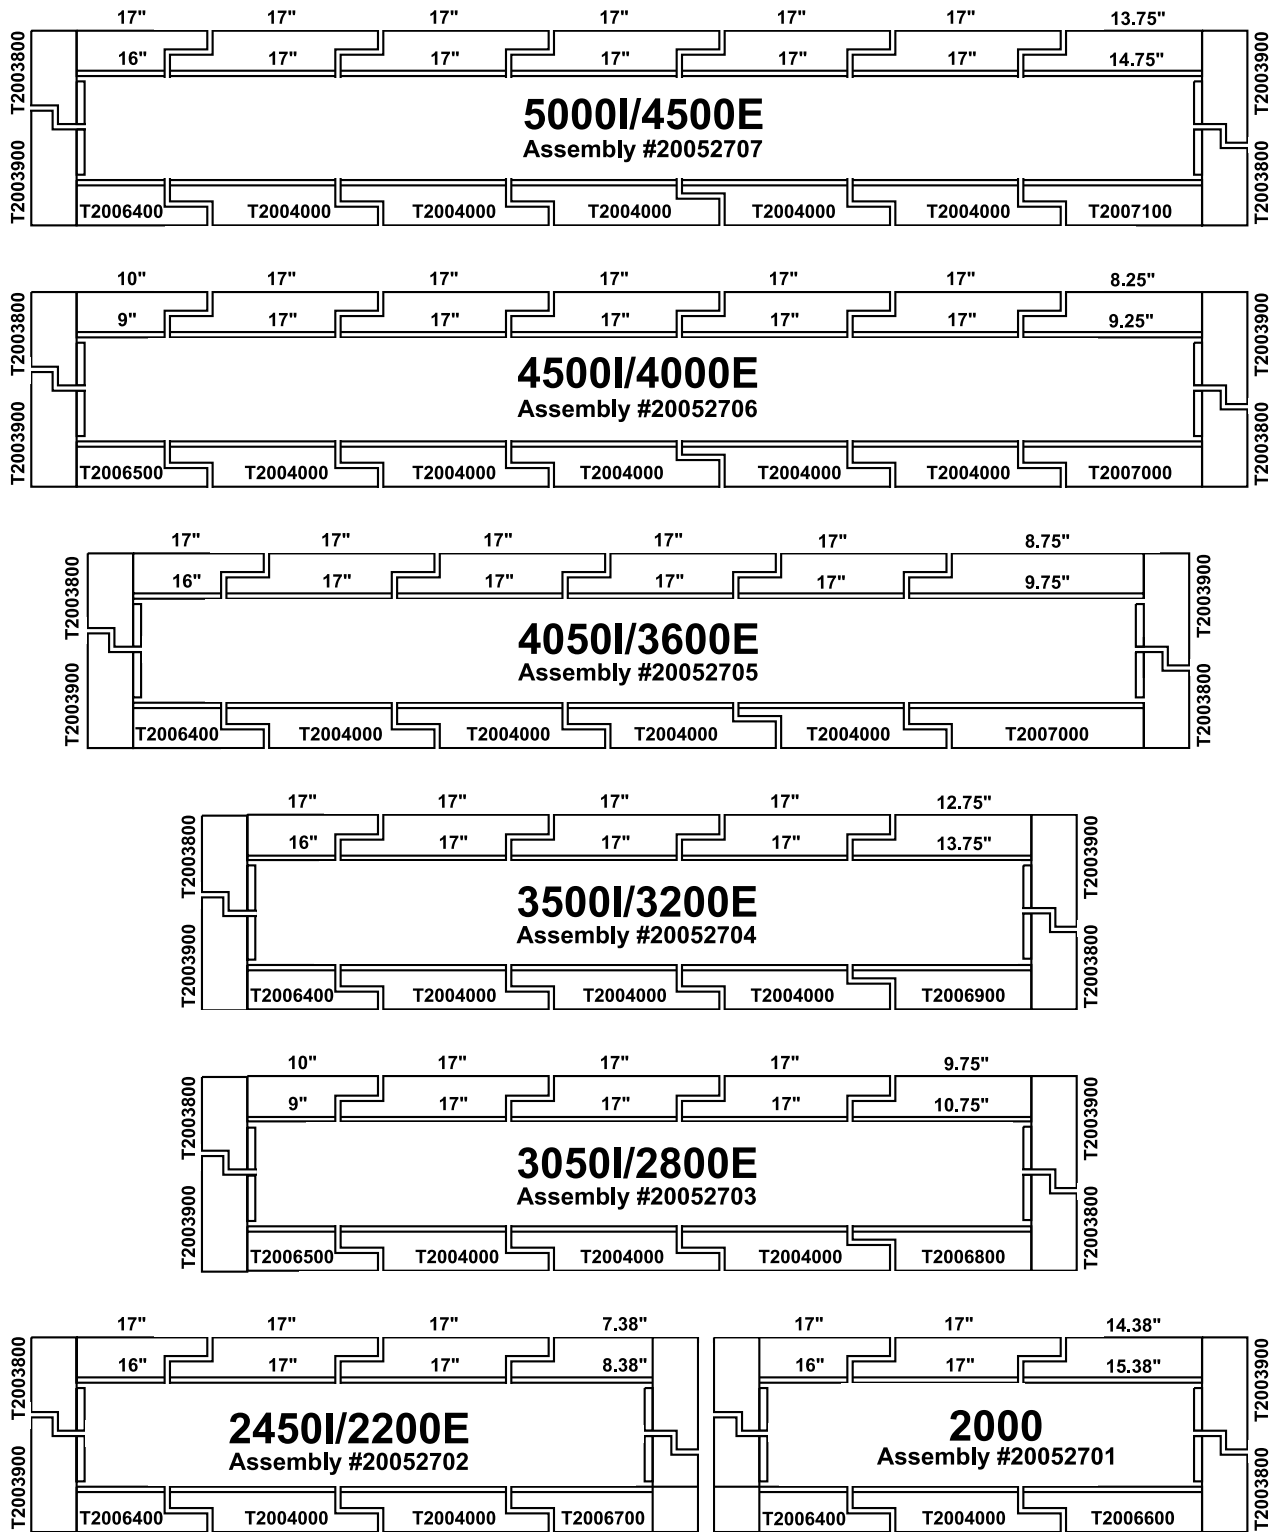 17" 17" 17" 17" 17" 17" 13.75"
16" 17" 17" 17" 17" 17" 14.75"
T2003800 T2003900
5000I/4500E
Assembly #20052707
T2003900 T2003800
T2006400 T2004000 T2004000 T2004000 T2004000 T2004000 T2007100
10" 17" 17" 17" 17" 17" 8.25"
9" 17" 17" 17" 17" 17" 9.25"
T2003800 T2003900
4500I/4000E
Assembly #20052706
T2003900 T2003800
T2006500 T2004000 T2004000 T2004000 T2004000 T2004000 T2007000
17" 17" 17" 17" 17" 8.75"
16" 17" 17" 17" 17" 9.75"
T2003800 T2003900
4050I/3600E
Assembly #20052705
T2003900 T2003800
T2006400 T2004000 T2004000 T2004000 T2004000 T2007000
17" 17" 17" 17" 12.75"
16" 17" 17" 17" 13.75"
T2003800 T2003900
3500I/3200E
Assembly #20052704
T2003900 T2003800
T2006400 T2004000 T2004000 T2004000 T2006900
10" 17" 17" 17" 9.75"
9" 17" 17" 17" 10.75"
T2003800 T2003900
3050I/2800E
Assembly #20052703
T2003900 T2003800
T2006500 T2004000 T2004000 T2004000 T2006800
17" 17" 17" 7.38"
16" 17" 17" 8.38"
T2003800
2450I/2200E
Assembly #20052702
T2003900
T2006400 T2004000 T2004000 T2006700
17" 17" 14.38"
16" 17" 15.38"
T2003900
2000
Assembly #20052701
T2003800
T2006400 T2004000 T2006600